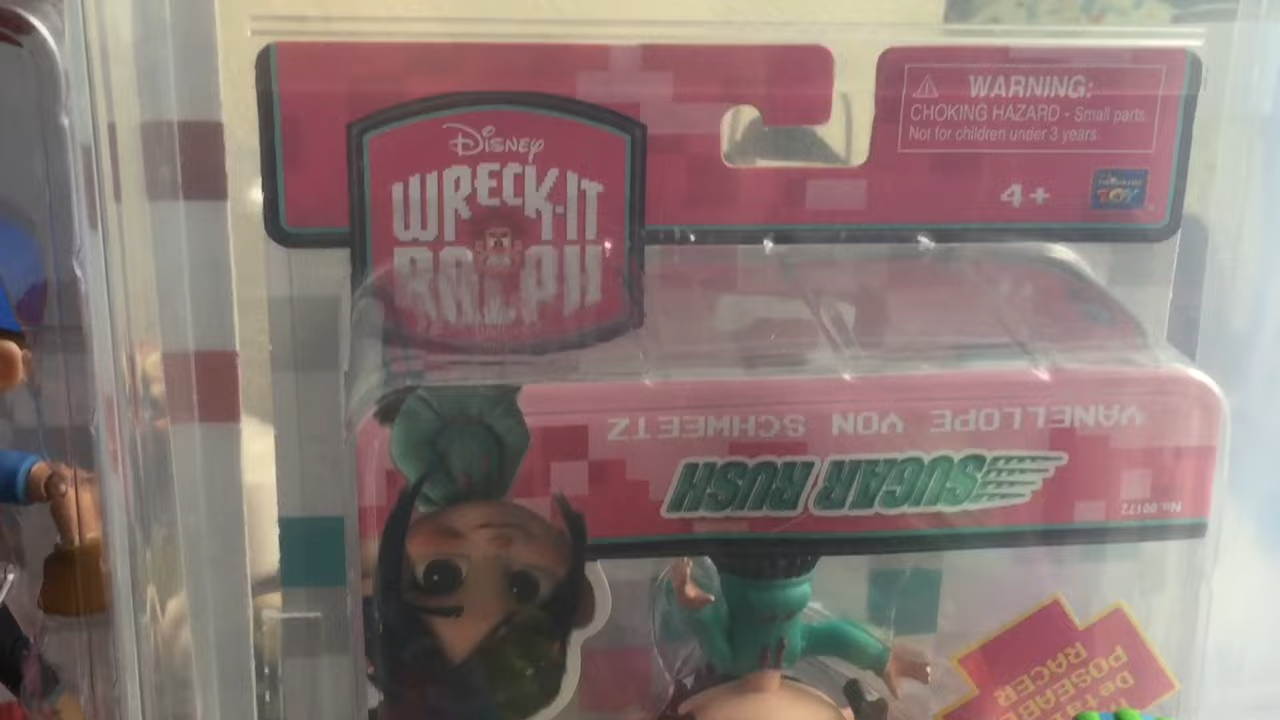 DISNEY
WRECK-IT
RALPH
WARNING:
CHOKING HAZARD - Small parts.
Not for children under 3 years.
4+
TOY
VANELLOPE VON SCHWEETZ
SUGAR RUSH
No. 00172
POSEABLE
RACER